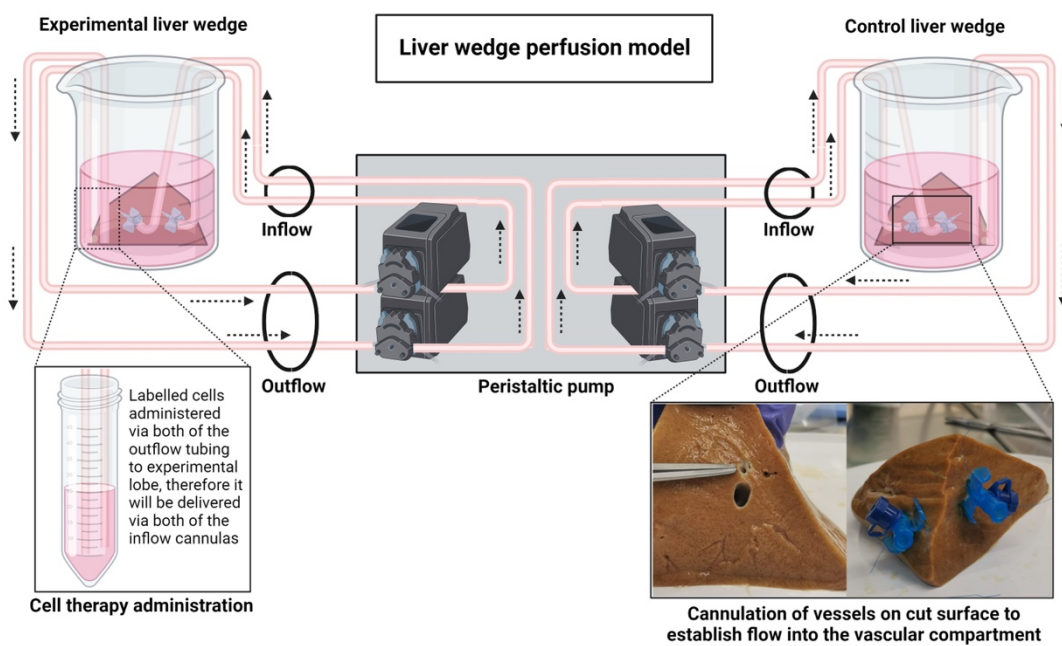 Experimental liver wedge
Liver wedge perfusion model
Control liver wedge
Inflow
Inflow
Outflow
Peristaltic pump
Outflow
Labelled cells
administered
via both of the
outflow tubing
to experimental
lobe, therefore it
will be delivered
via both of the
inflow cannulas
Cell therapy administration
Cannulation of vessels on cut surface to
establish flow into the vascular compartment